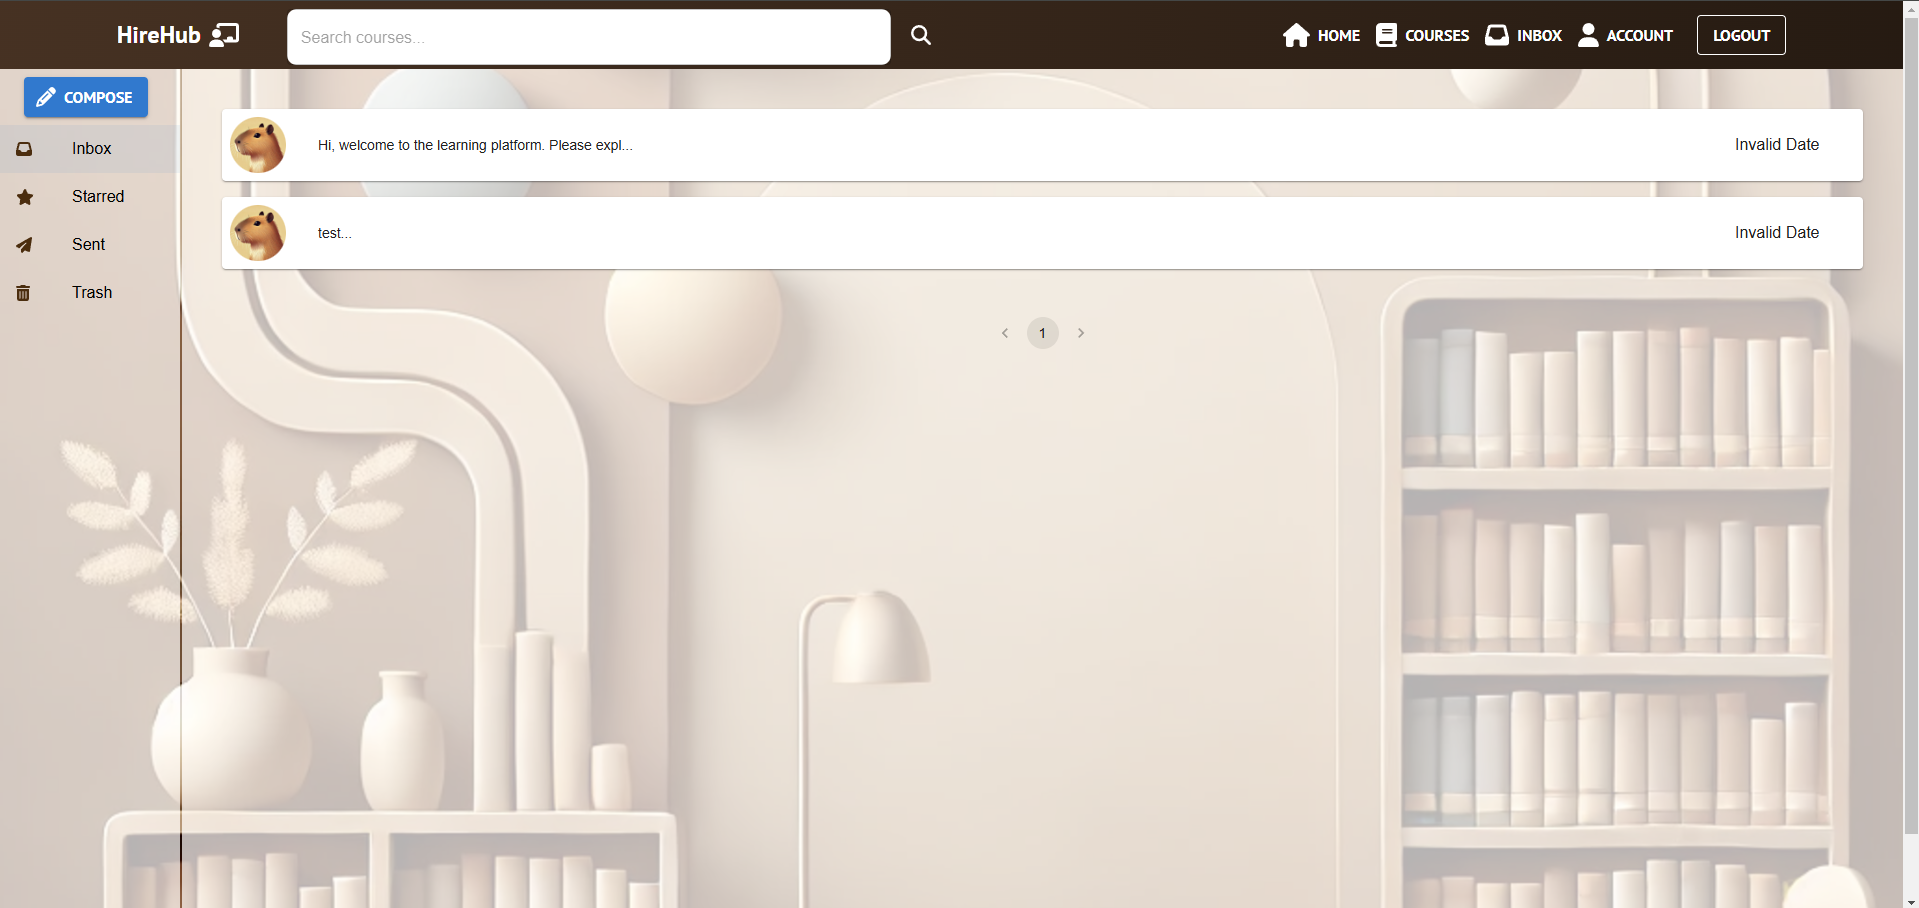 HireHub
Search courses...
HOME
COURSES
INBOX
ACCOUNT
LOGOUT
COMPOSE
Inbox
Starred
Sent
Trash
Hi, welcome to the learning platform. Please expl...
Invalid Date
test...
Invalid Date
1